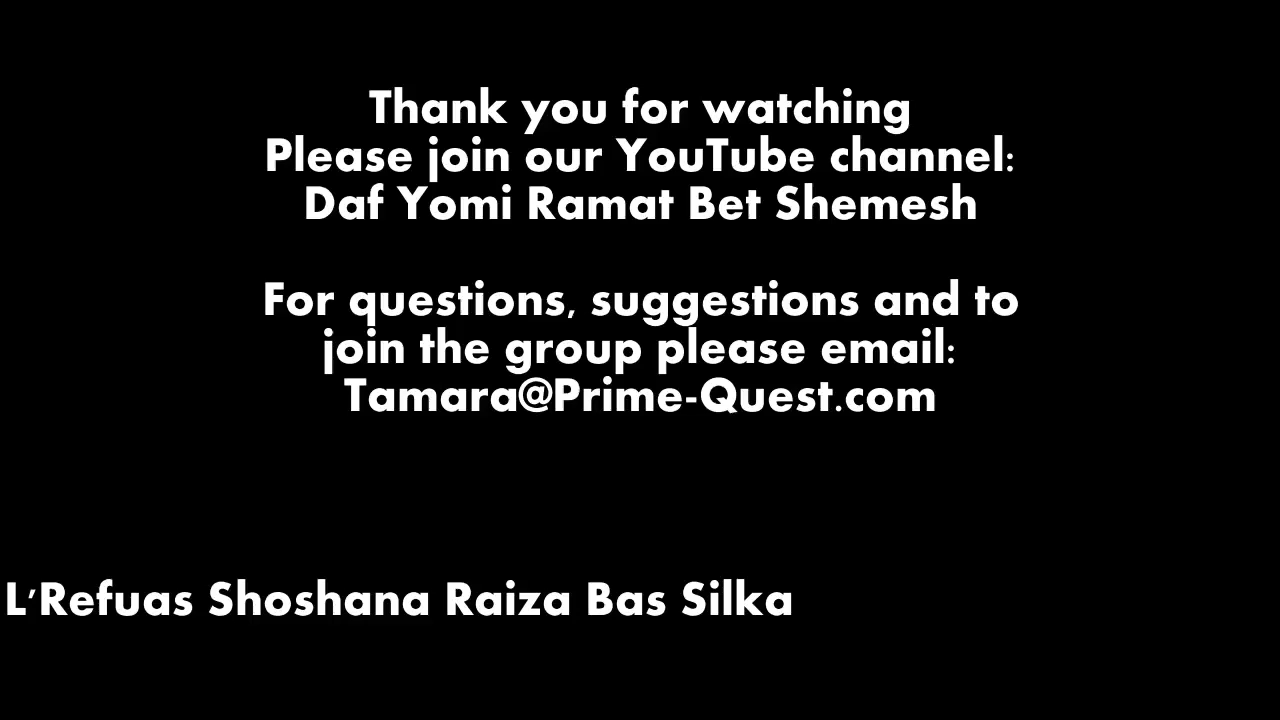 Thank you for watching
Please join our YouTube channel:
Daf Yomi Ramat Bet Shemesh
For questions, suggestions and to
join the group please email:
Tamara@Prime-Quest.com
L'Refuas Shoshana Raiza Bas Silka